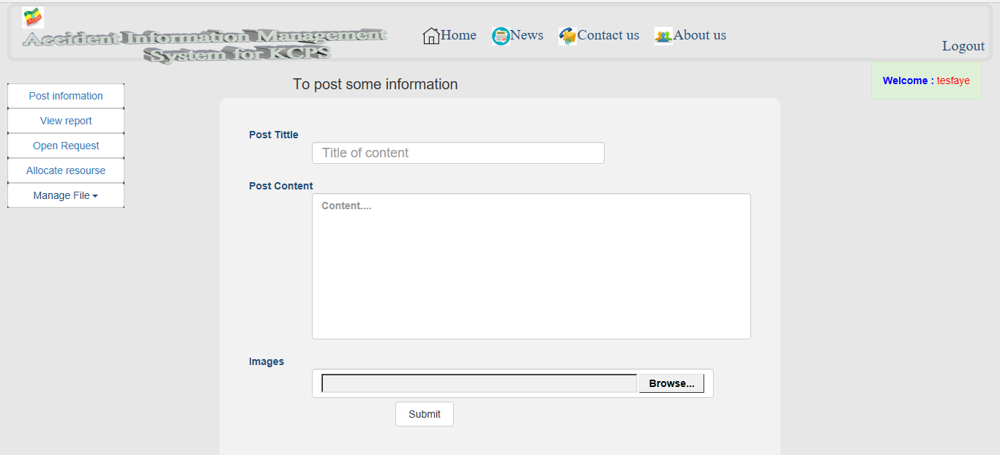 Accident Information Management
System for KCPS
Home News Contact us About us
Logout
Welcome : tesfaye
Post information
View report
Open Request
Allocate resourse
Manage File
To post some information
Post Tittle
Title of content
Post Content
Content....
Images
Browse...
Submit